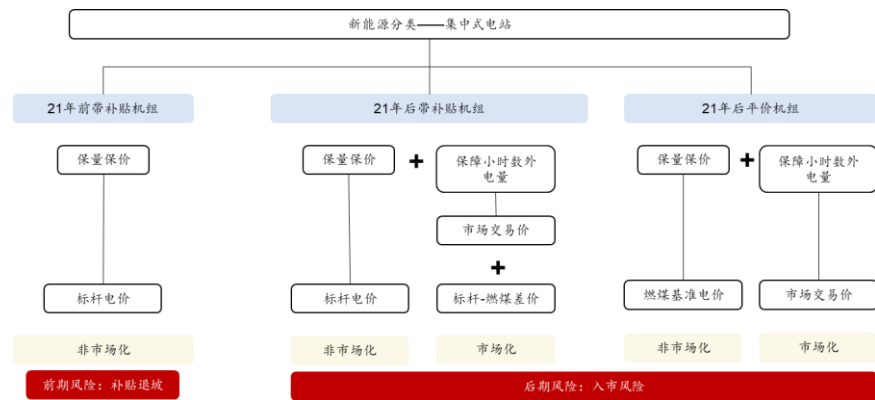 新能源分类——集中式电站
21年前带补贴机组
21年后带补贴机组
21年后平价机组
保量保价
保量保价
+
保障小时数外
电量
保量保价
+
保障小时数外
电量
市场交易价
+
标杆电价
标杆电价
标杆-燃煤差价
燃煤基准电价
市场交易价
非市场化
非市场化
市场化
非市场化
市场化
前期风险：补贴退坡
后期风险：入市风险